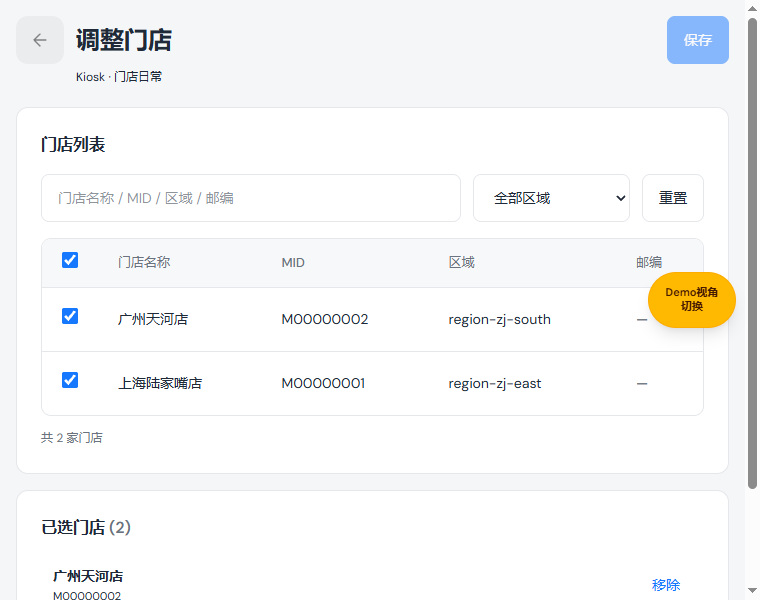 调整门店
保存
Kiosk · 门店日常
门店列表
门店名称 / MID / 区域 / 邮编
全部区域
重置
门店名称 MID 区域 邮编
Demo视角
切换
广州天河店 M00000002 region-zj-south —
上海陆家嘴店 M00000001 region-zj-east —
共 2 家门店
已选门店 (2)
广州天河店
移除
M00000002